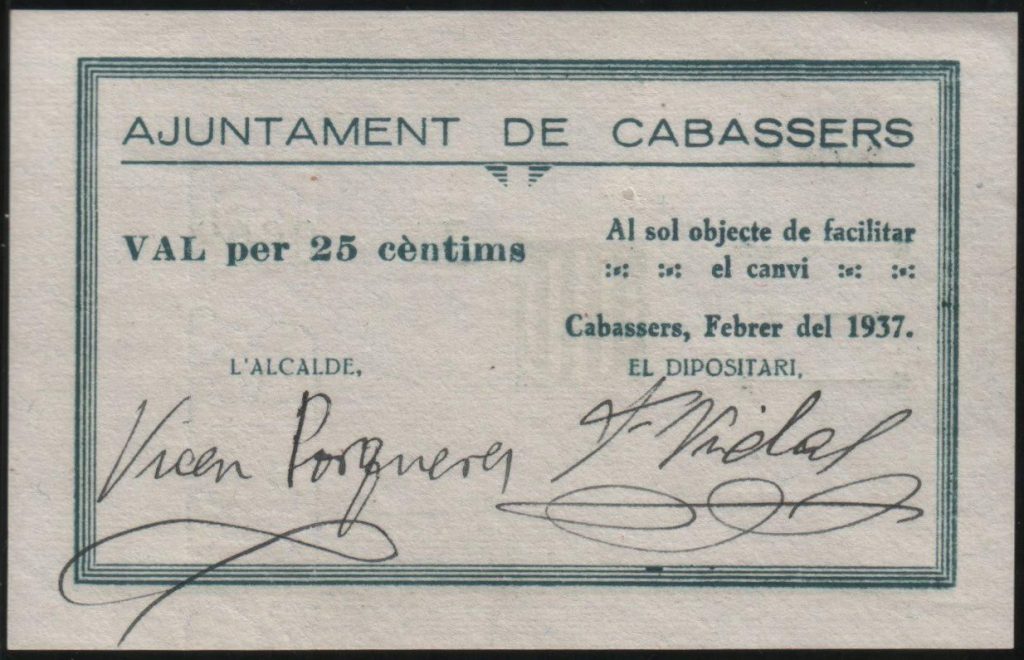 AJUNTAMENT DE CABASSERS
VAL per 25 cèntims
Al sol objecte de facilitar
el canvi
Cabassers, Febrer del 1937.
L'ALCALDE,
EL DIPOSITARI,
Vicen Porqueres
Vidal